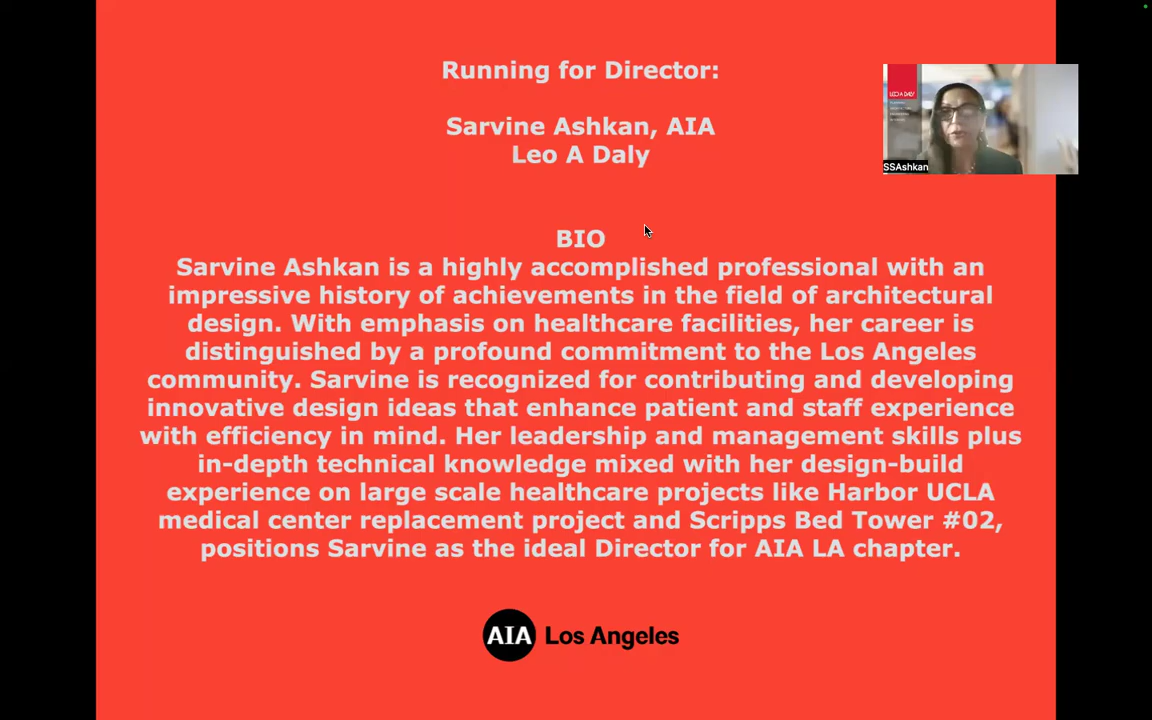 Running for Director:
Sarvine Ashkan, AIA
Leo A Daly
LEO A DALY
SSAshkan
BIO
Sarvine Ashkan is a highly accomplished professional with an
impressive history of achievements in the field of architectural
design. With emphasis on healthcare facilities, her career is
distinguished by a profound commitment to the Los Angeles
community. Sarvine is recognized for contributing and developing
innovative design ideas that enhance patient and staff experience
with efficiency in mind. Her leadership and management skills plus
in-depth technical knowledge mixed with her design-build
experience on large scale healthcare projects like Harbor UCLA
medical center replacement project and Scripps Bed Tower #02,
positions Sarvine as the ideal Director for AIA LA chapter.
AIA Los Angeles